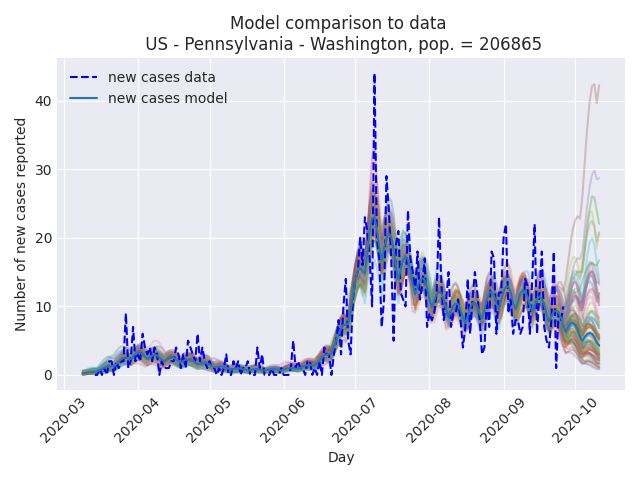 Model comparison to data
US - Pennsylvania - Washington, pop. = 206865
new cases data
new cases model
Number of new cases reported
40
30
20
10
0
2020-03
2020-04
2020-05
2020-06
2020-07
2020-08
2020-09
2020-10
Day